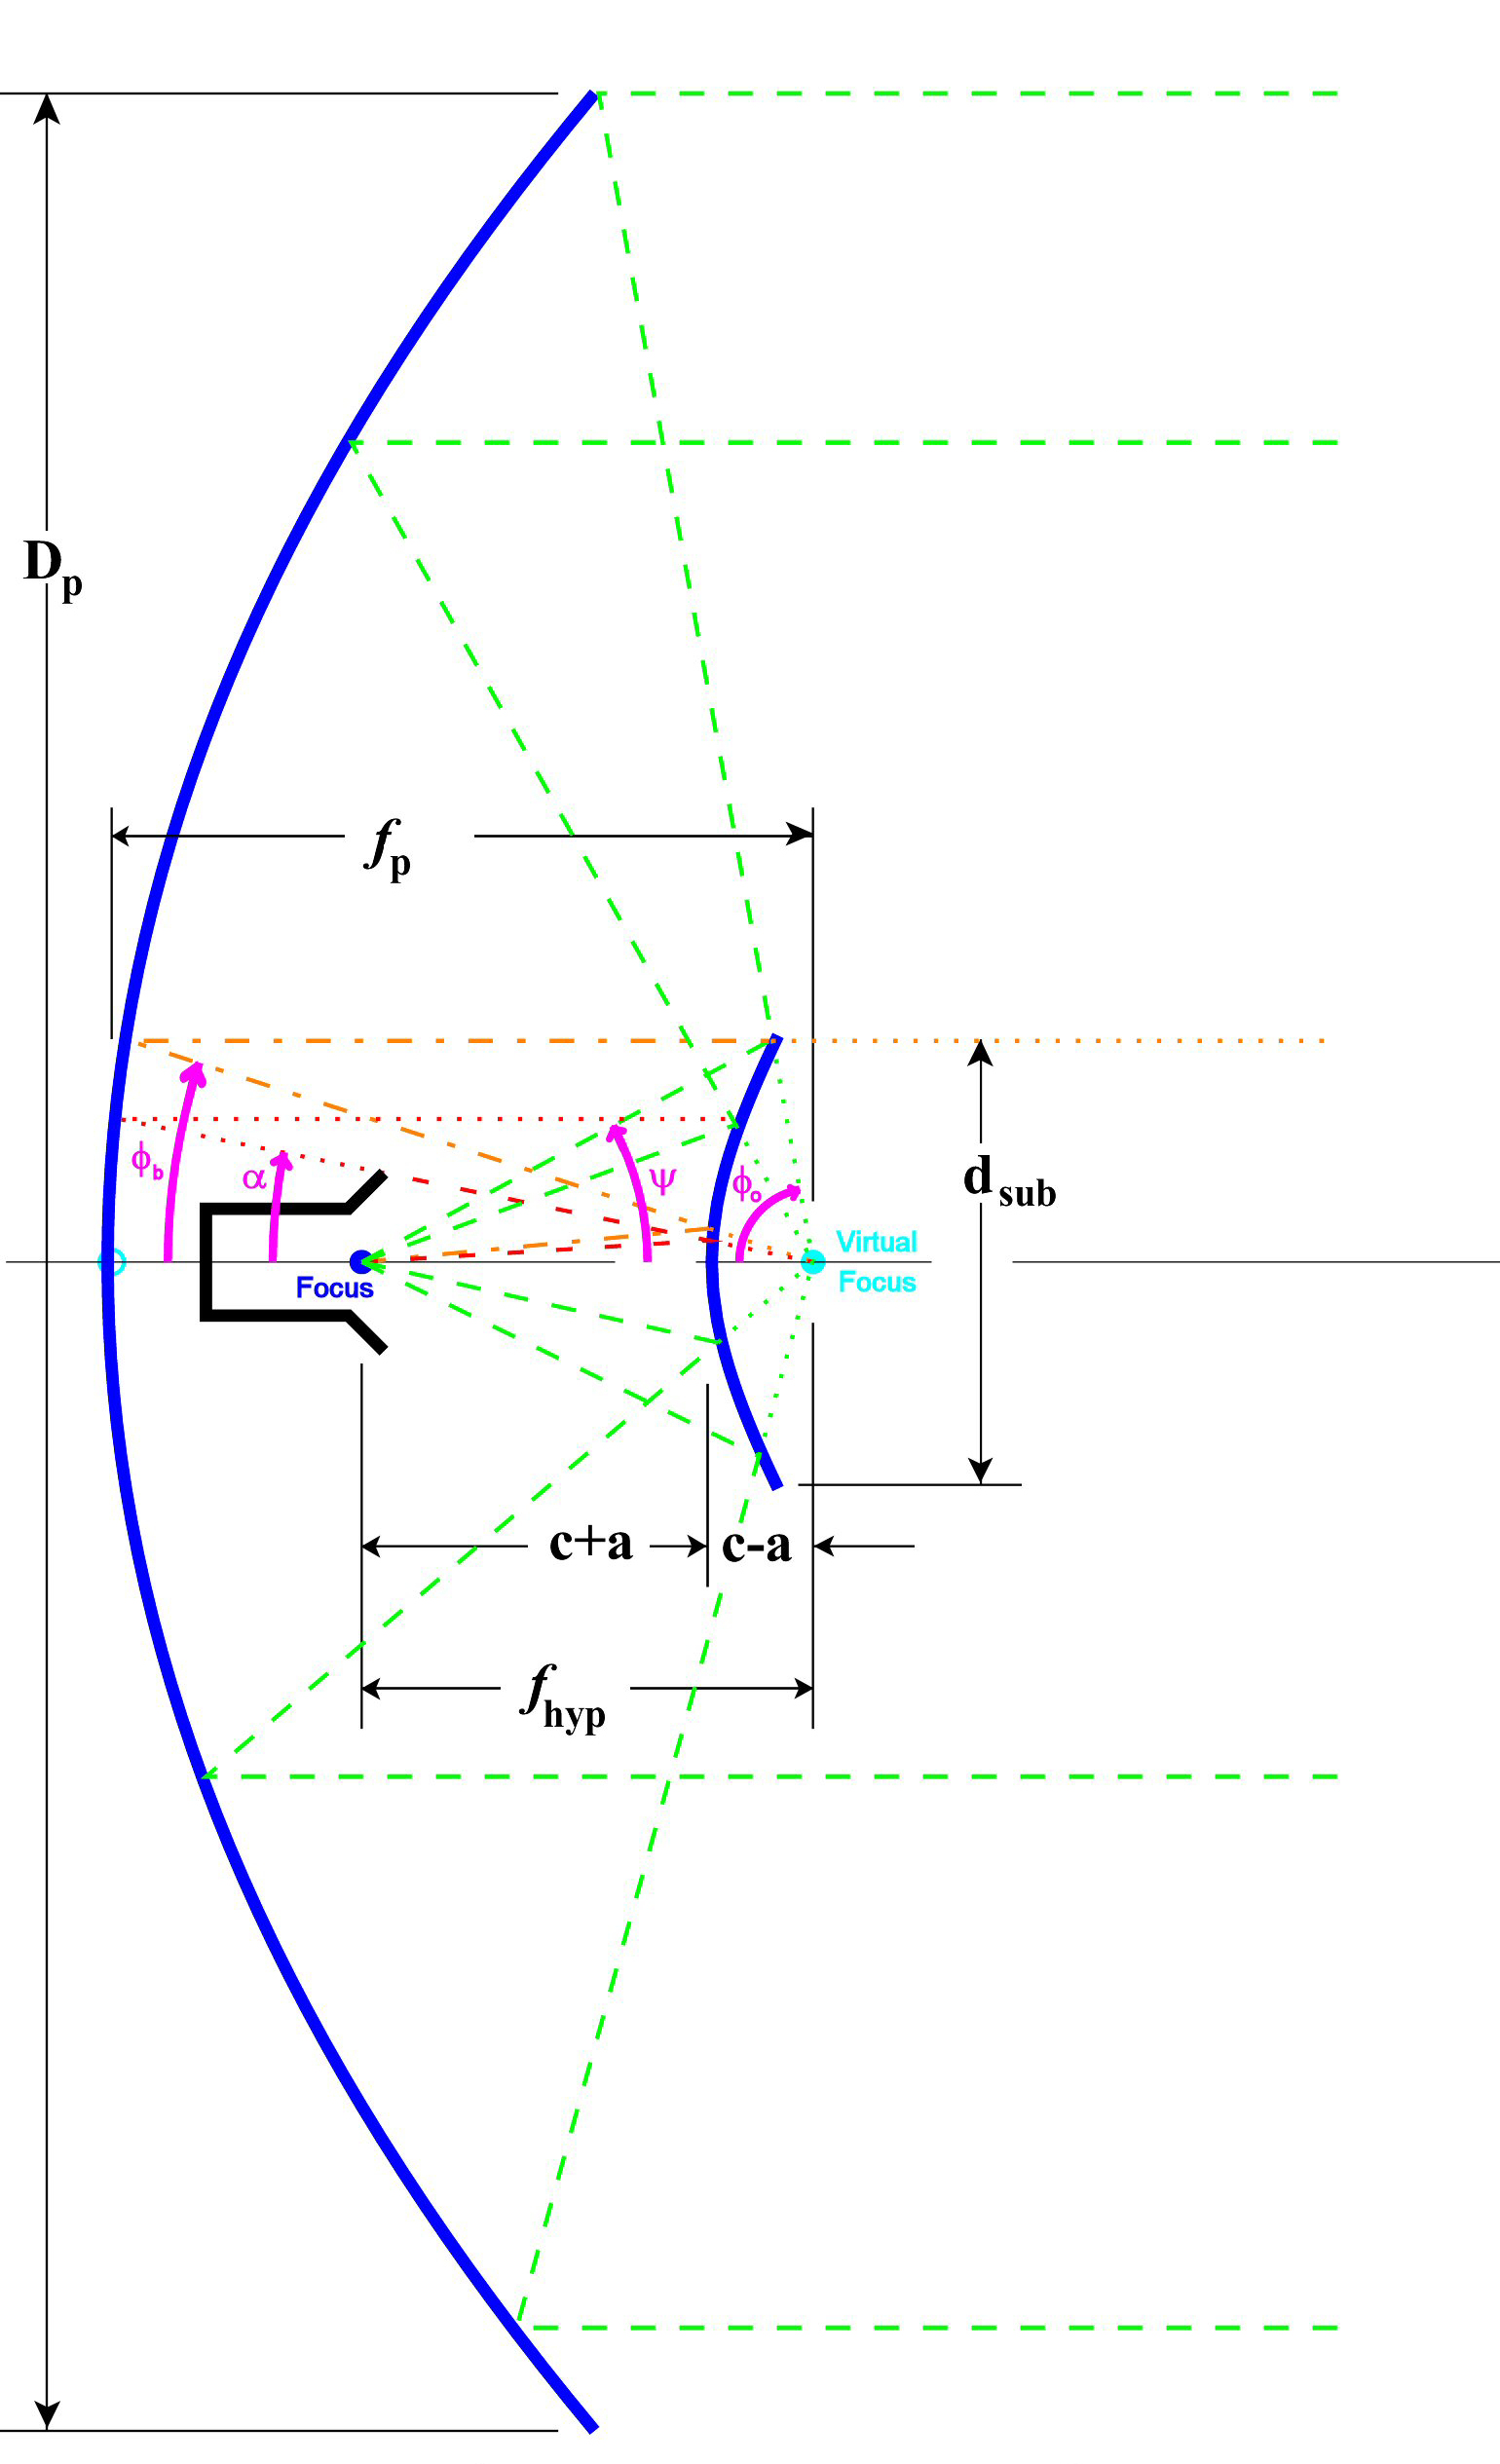 Dp
fp
ϕb
α
ψ
ϕo
dsub
Virtual
Focus
Focus
c+a
c-a
fhyp